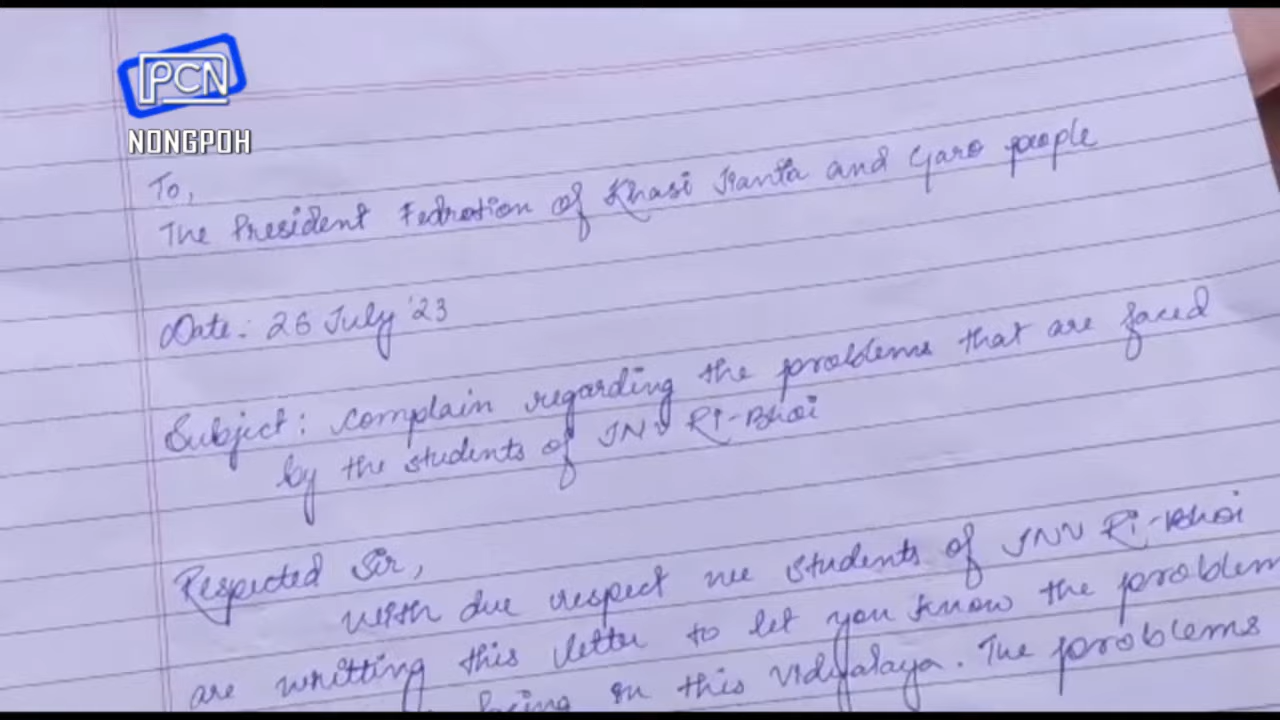 PCN
NONGPOH
To,
The President Fedration of Khasi Jianta and Garo people
Date: 26 July '23
Subject: complain regarding the problems that are faced
by the students of JNV Ri-Bhoi
Respected Sir,
With due respect we students of JNV Ri-Bhoi
are writting this letter to let you know the problem
facing in this vidyalaya. The problems